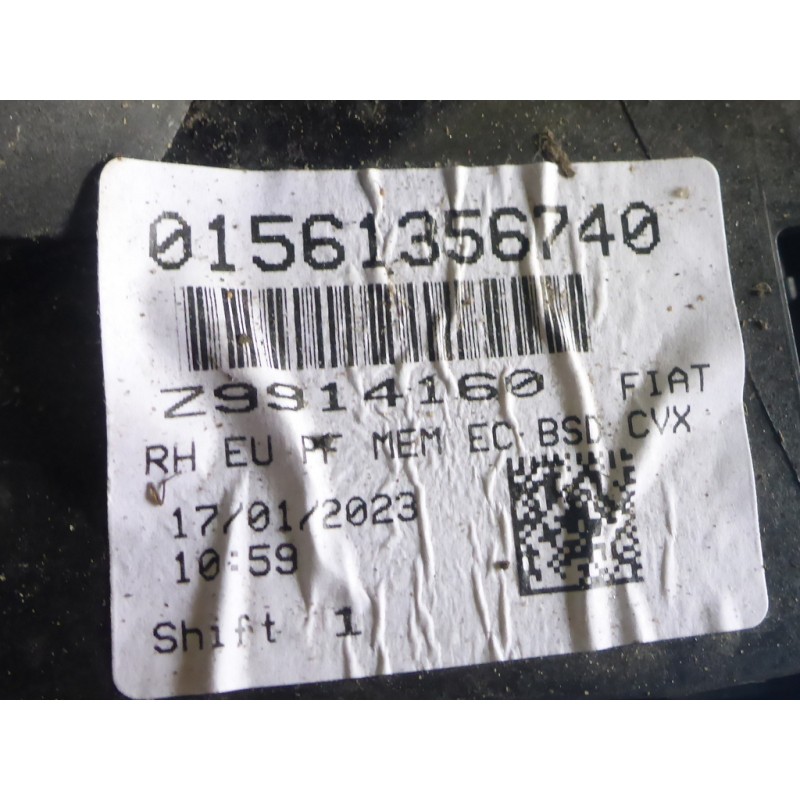 01561356740
Z9914160 FIAT
RH EU PF MEM EC BSD CVX
17/01/2023
10:59
Shift 1